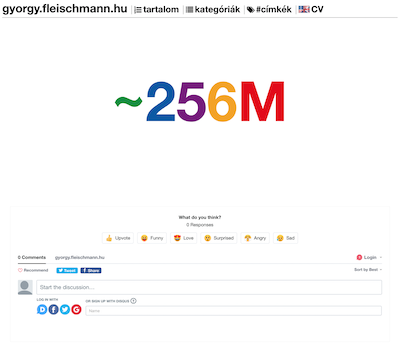 gyorgy.fleischmann.hu tartalom kategóriák #címkék CV
~256M
What do you think?
0 Responses
Upvote Funny Love Surprised Angry Sad
0 Comments gyorgy.fleischmann.hu Login
Recommend Tweet Share Sort by Best
Start the discussion...
LOG IN WITH
OR SIGN UP WITH DISQUS ?
Name